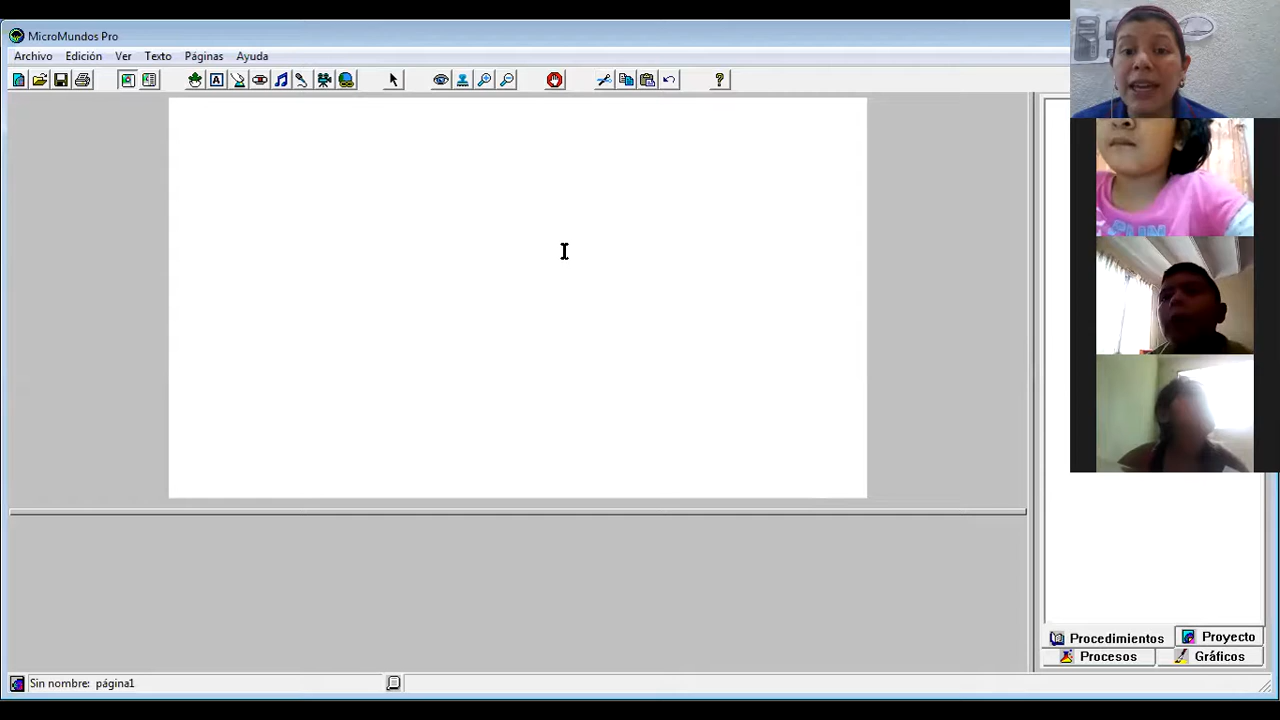 MicroMundos Pro
Archivo Edición Ver Texto Páginas Ayuda
A ?
Procedimientos Proyecto
Procesos Gráficos
Sin nombre: página1